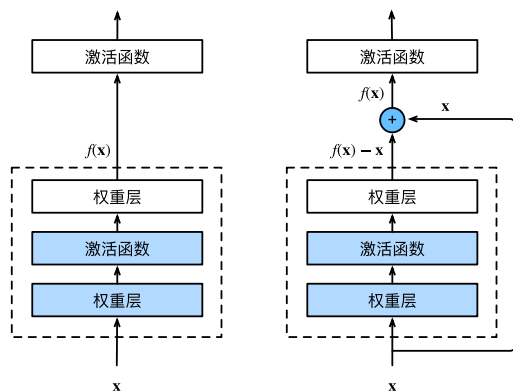 激活函数
f(x)
权重层
激活函数
权重层
x
激活函数
f(x)
x
+
f(x) − x
权重层
激活函数
权重层
x